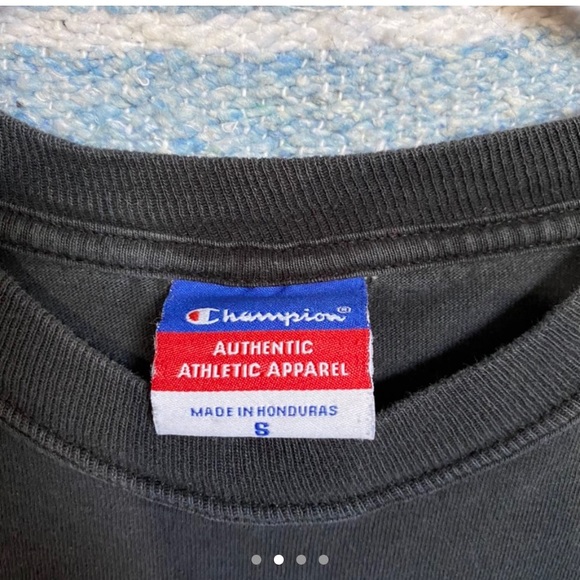 Champion®
AUTHENTIC
ATHLETIC APPAREL
MADE IN HONDURAS
S